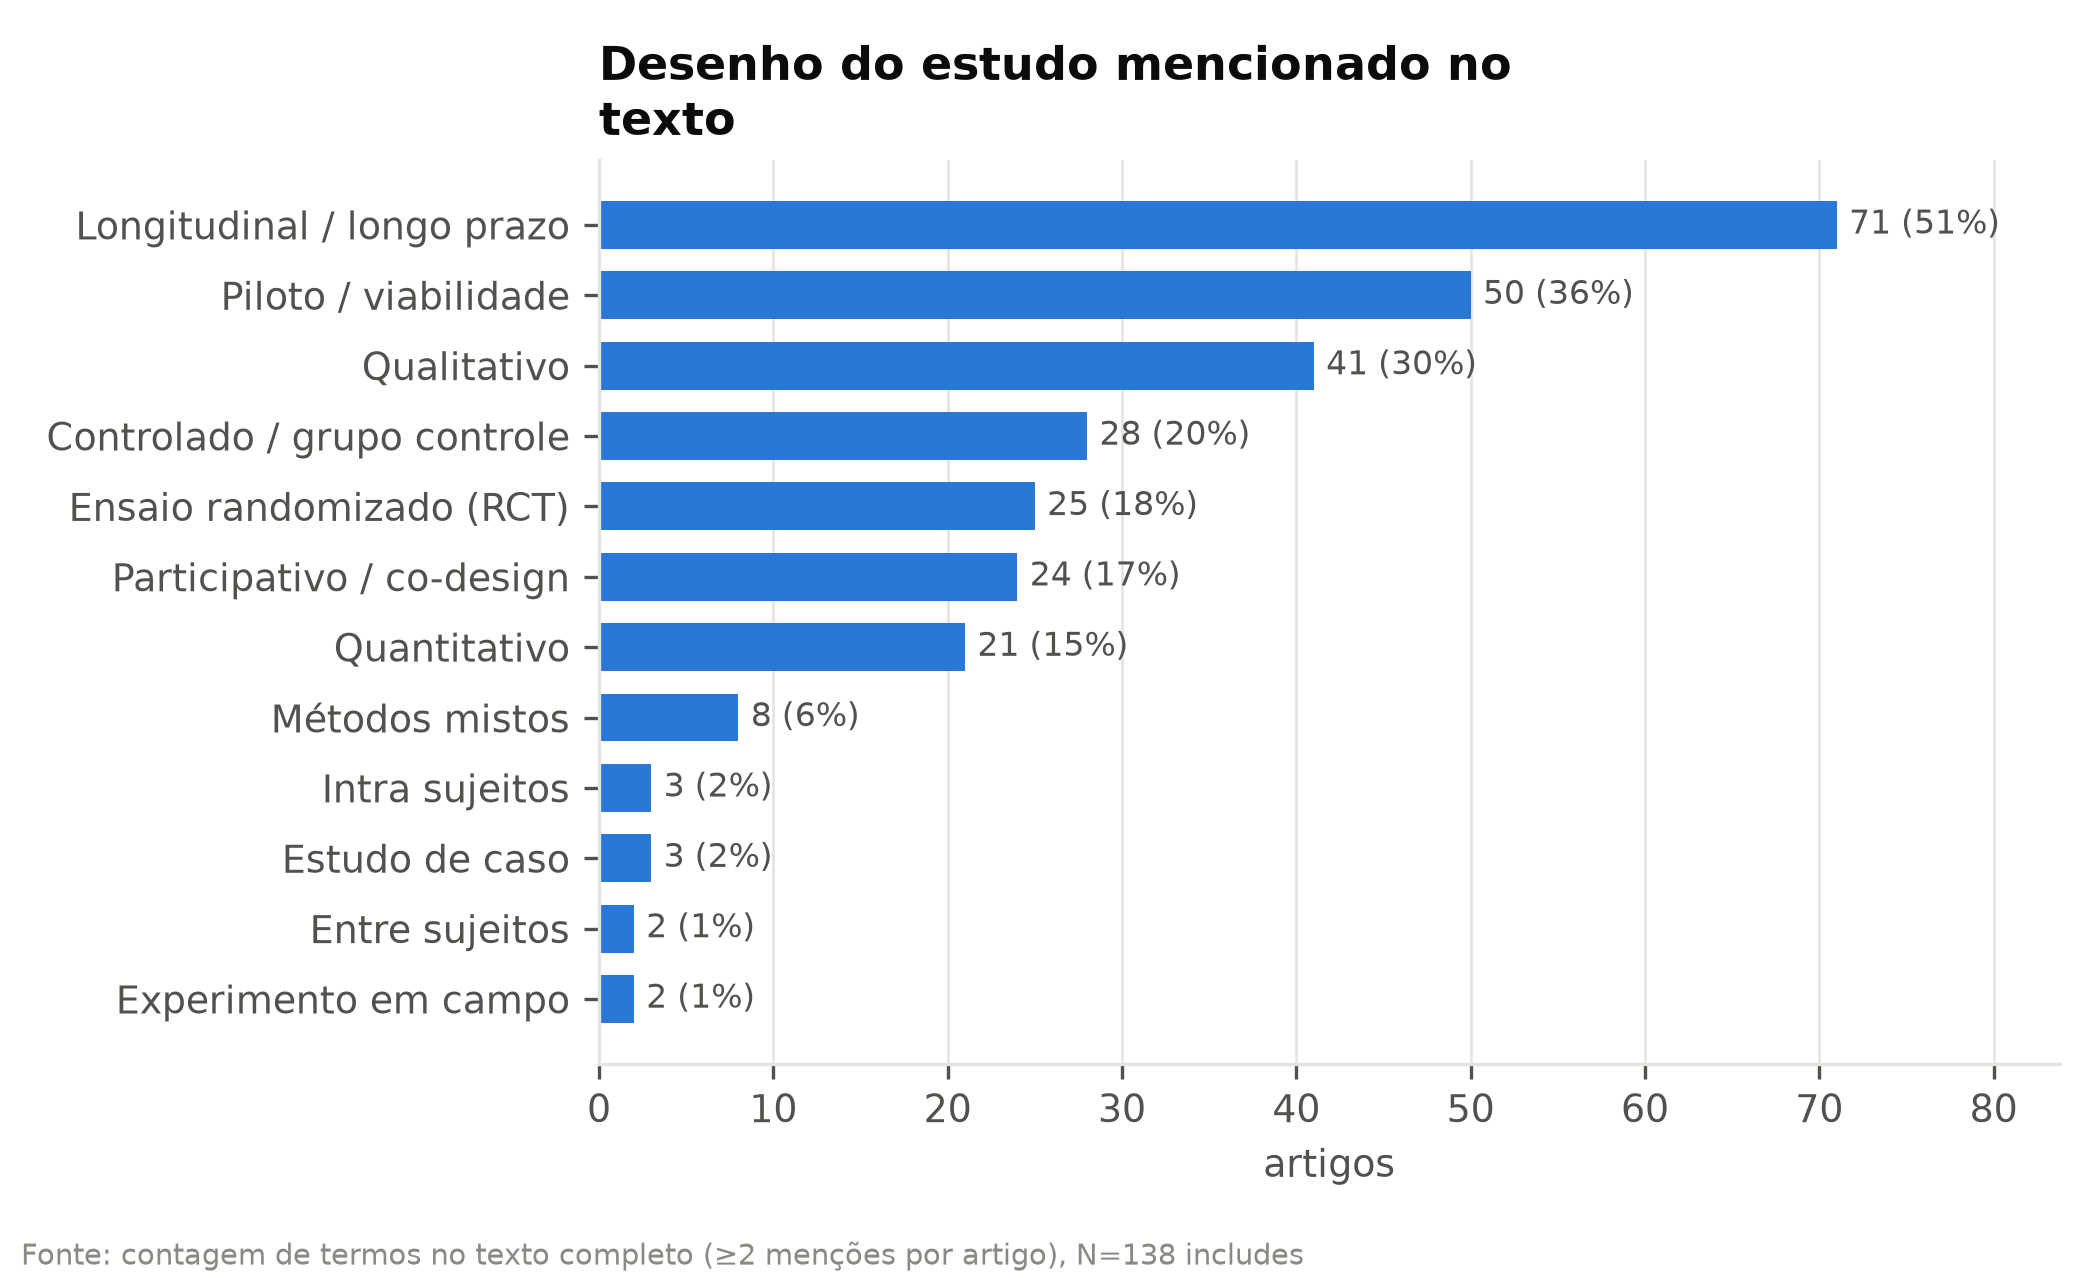 Desenho do estudo mencionado no
texto
Longitudinal / longo prazo 71 (51%)
Piloto / viabilidade 50 (36%)
Qualitativo 41 (30%)
Controlado / grupo controle 28 (20%)
Ensaio randomizado (RCT) 25 (18%)
Participativo / co-design 24 (17%)
Quantitativo 21 (15%)
Métodos mistos 8 (6%)
Intra sujeitos 3 (2%)
Estudo de caso 3 (2%)
Entre sujeitos 2 (1%)
Experimento em campo 2 (1%)
0 10 20 30 40 50 60 70 80
artigos
Fonte: contagem de termos no texto completo (≥2 menções por artigo), N=138 includes